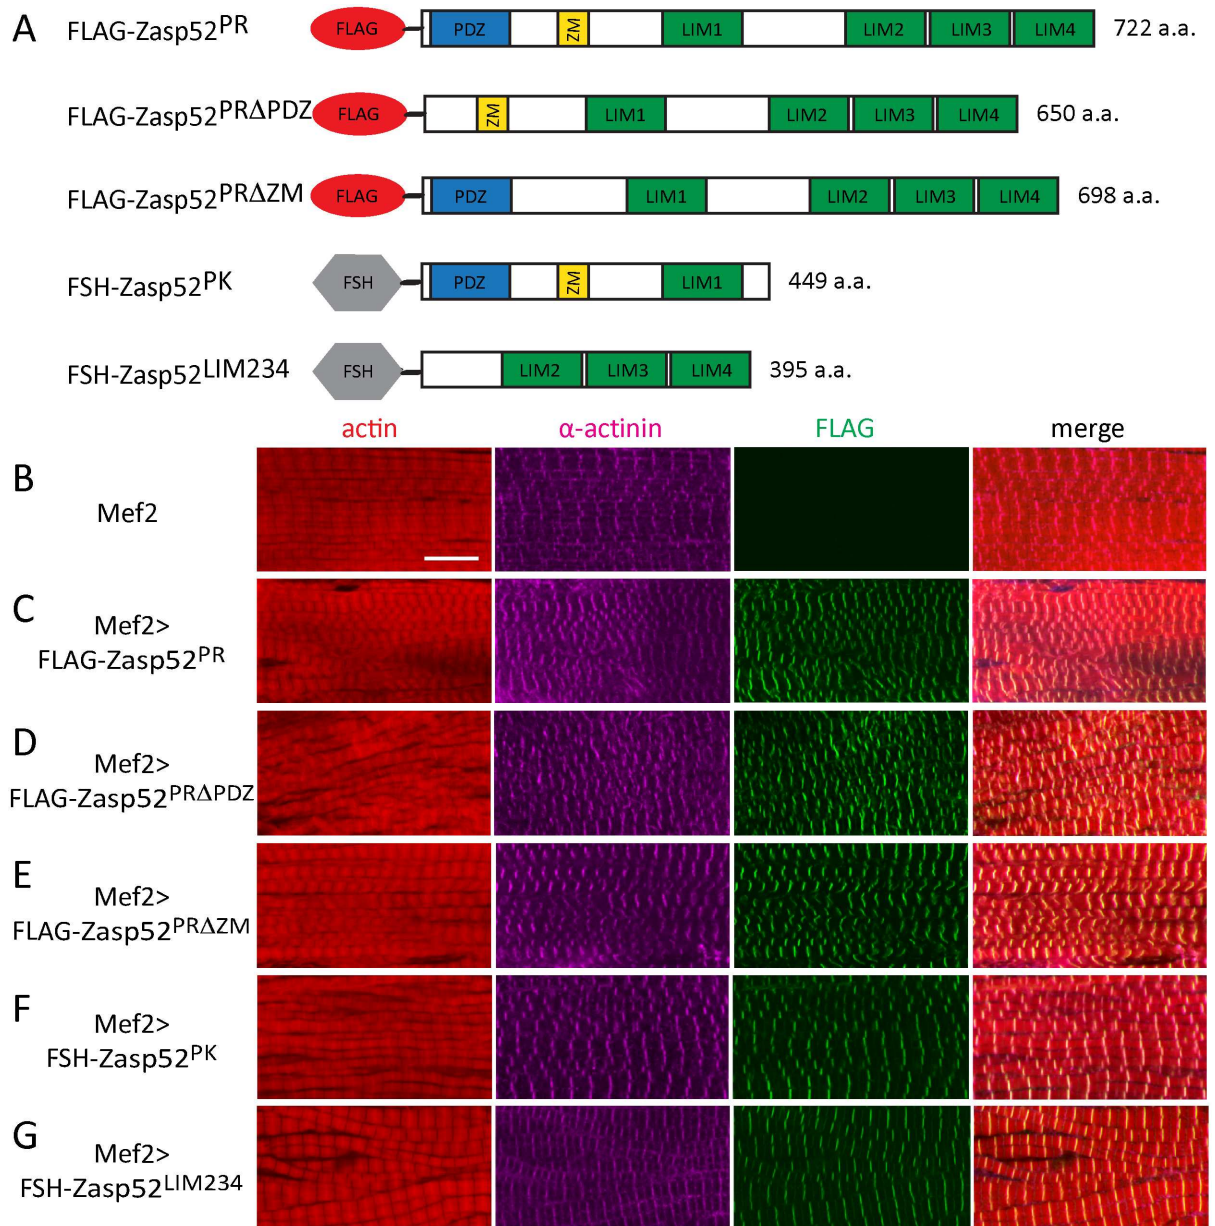 A
FLAG-Zasp52PR FLAG PDZ ZM LIM1 LIM2 LIM3 LIM4 722 a.a.
FLAG-Zasp52PRΔPDZ FLAG ZM LIM1 LIM2 LIM3 LIM4 650 a.a.
FLAG-Zasp52PRΔZM FLAG PDZ LIM1 LIM2 LIM3 LIM4 698 a.a.
FSH-Zasp52PK FSH PDZ ZM LIM1 449 a.a.
FSH-Zasp52LIM234 FSH LIM2 LIM3 LIM4 395 a.a.
actin α-actinin FLAG merge
B
Mef2
C
Mef2>
FLAG-Zasp52PR
D
Mef2>
FLAG-Zasp52PRΔPDZ
E
Mef2>
FLAG-Zasp52PRΔZM
F
Mef2>
FSH-Zasp52PK
G
Mef2>
FSH-Zasp52LIM234